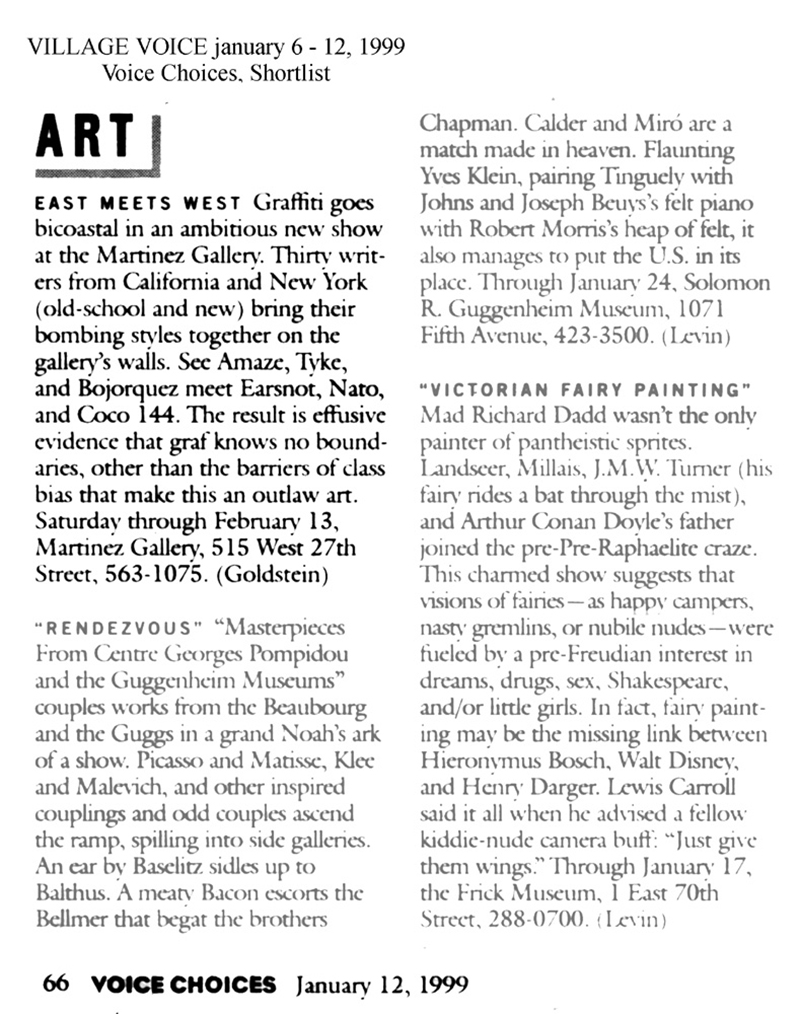 VILLAGE VOICE january 6 - 12, 1999
Voice Choices, Shortlist
ART
EAST MEETS WEST Graffiti goes
bicoastal in an ambitious new show
at the Martinez Gallery. Thirty writ-
ers from California and New York
(old-school and new) bring their
bombing styles together on the
gallery's walls. See Amaze, Tyke,
and Bojorquez meet Earsnot, Nato,
and Coco 144. The result is effusive
evidence that graf knows no bound-
aries, other than the barriers of class
bias that make this an outlaw art.
Saturday through February 13,
Martinez Gallery, 515 West 27th
Street, 563-1075. (Goldstein)
"RENDEZVOUS" "Masterpieces
From Centre Georges Pompidou
and the Guggenheim Museums"
couples works from the Beaubourg
and the Guggs in a grand Noah's ark
of a show. Picasso and Matisse, Klee
and Malevich, and other inspired
couplings and odd couples ascend
the ramp, spilling into side galleries.
An ear by Baselitz sidles up to
Balthus. A meaty Bacon escorts the
Bellmer that begat the brothers
Chapman. Calder and Miró are a
match made in heaven. Flaunting
Yves Klein, pairing Tinguely with
Johns and Joseph Beuys's felt piano
with Robert Morris's heap of felt, it
also manages to put the U.S. in its
place. Through January 24, Solomon
R. Guggenheim Museum, 1071
Fifth Avenue, 423-3500. (Levin)
"VICTORIAN FAIRY PAINTING"
Mad Richard Dadd wasn't the only
painter of pantheistic sprites.
Landseer, Millais, J.M.W. Turner (his
fairy rides a bat through the mist),
and Arthur Conan Doyle's father
joined the pre-Pre-Raphaelite craze.
This charmed show suggests that
visions of fairies—as happy campers,
nasty gremlins, or nubile nudes—were
fueled by a pre-Freudian interest in
dreams, drugs, sex, Shakespeare,
and/or little girls. In fact, fairy paint-
ing may be the missing link between
Hieronymus Bosch, Walt Disney,
and Henry Darger. Lewis Carroll
said it all when he advised a fellow
kiddie-nude camera buff: "Just give
them wings." Through January 17,
the Frick Museum, 1 East 70th
Street, 288-0700. (Levin)
66 VOICE CHOICES January 12, 1999